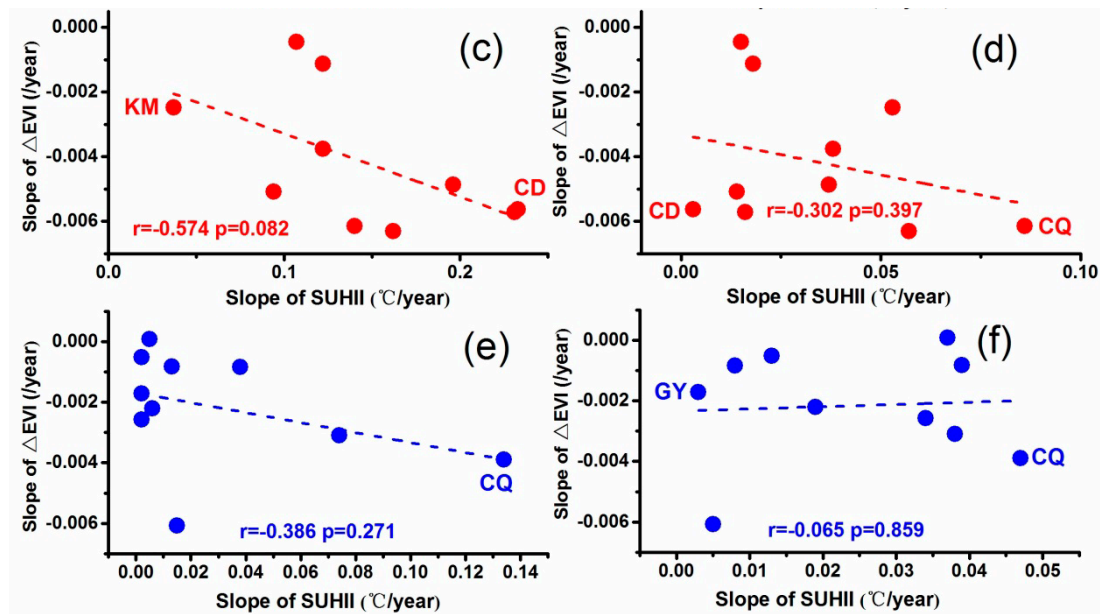 (c)
Slope of △EVI (/year)
0.000
-0.002
-0.004
-0.006
KM
CD
r=-0.574 p=0.082
0.0 0.1 0.2
Slope of SUHII (℃/year)
(d)
Slope of △EVI (/year)
0.000
-0.002
-0.004
-0.006
CD
CQ
r=-0.302 p=0.397
0.00 0.05 0.10
Slope of SUHII (℃/year)
(e)
Slope of △EVI (/year)
0.000
-0.002
-0.004
-0.006
CQ
r=-0.386 p=0.271
0.00 0.02 0.04 0.06 0.08 0.10 0.12 0.14
Slope of SUHII (℃/year)
(f)
Slope of △EVI (/year)
0.000
-0.002
-0.004
-0.006
GY
CQ
r=-0.065 p=0.859
0.00 0.01 0.02 0.03 0.04 0.05
Slope of SUHII (℃/year)